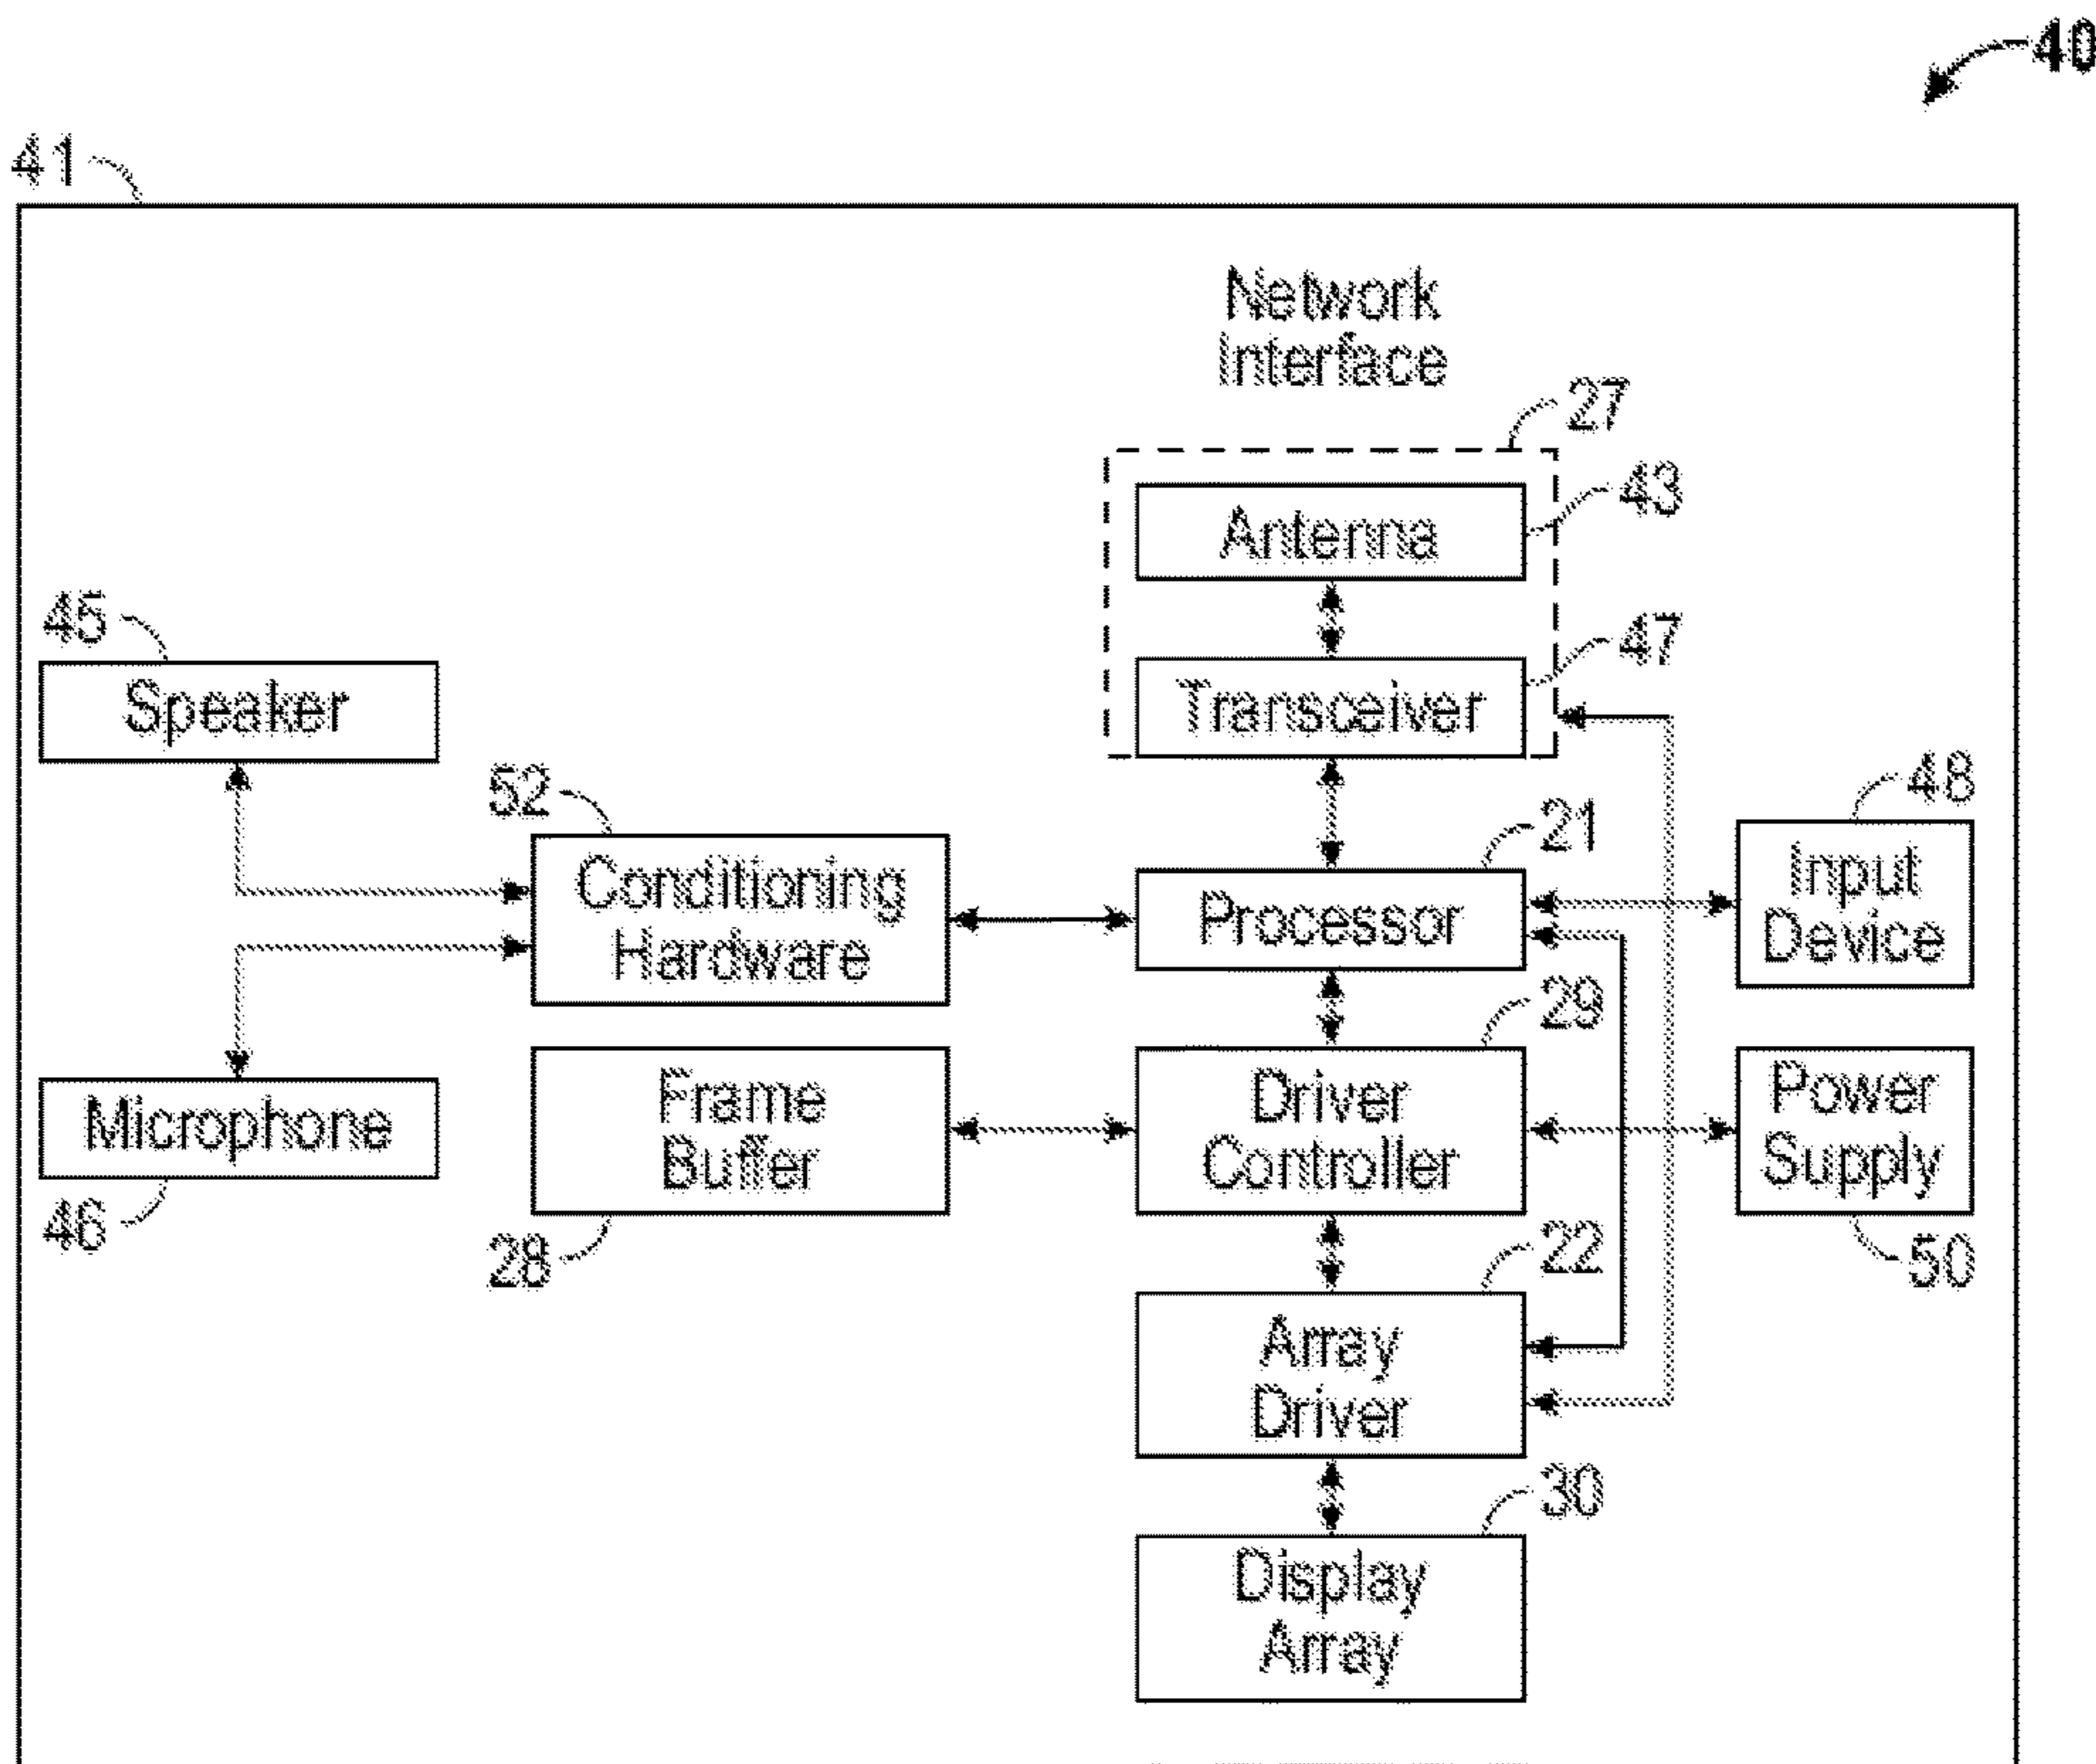 40
41
Network
Interface
27
Antenna
43
45
Speaker
Transceiver
47
52
Conditioning
Hardware
21
Processor
48
Input
Device
Microphone
46
Frame
Buffer
28
29
Driver
Controller
Power
Supply
50
22
Array
Driver
30
Display
Array